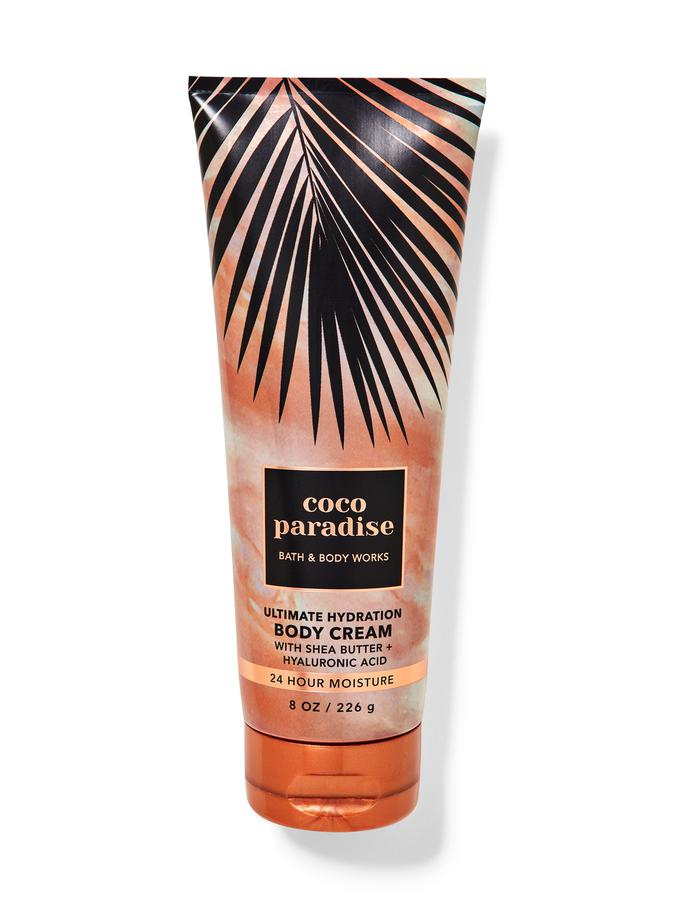 coco
paradise
BATH & BODY WORKS
ULTIMATE HYDRATION
BODY CREAM
WITH SHEA BUTTER +
HYALURONIC ACID
24 HOUR MOISTURE
8 OZ / 226 g